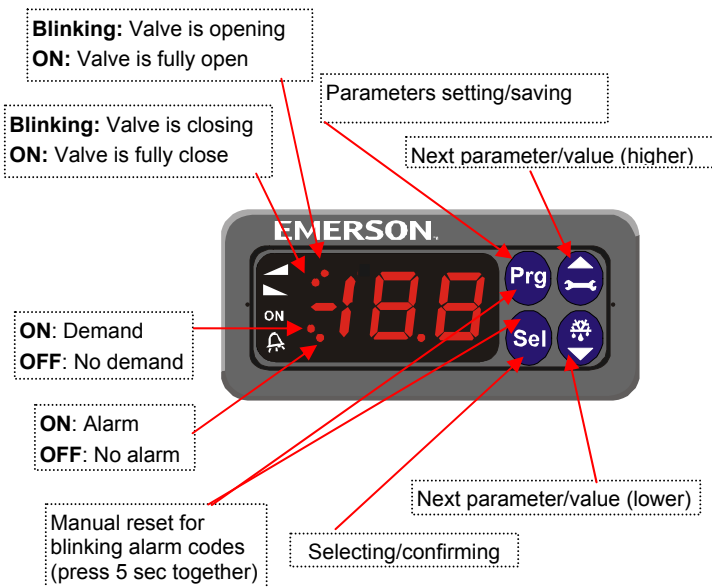 Blinking: Valve is opening
ON: Valve is fully open
Parameters setting/saving
Blinking: Valve is closing
ON: Valve is fully close
Next parameter/value (higher)
EMERSON™
-18.8
Prg
ON
Sel
ON: Demand
OFF: No demand
ON: Alarm
OFF: No alarm
Next parameter/value (lower)
Manual reset for
blinking alarm codes
(press 5 sec together)
Selecting/confirming